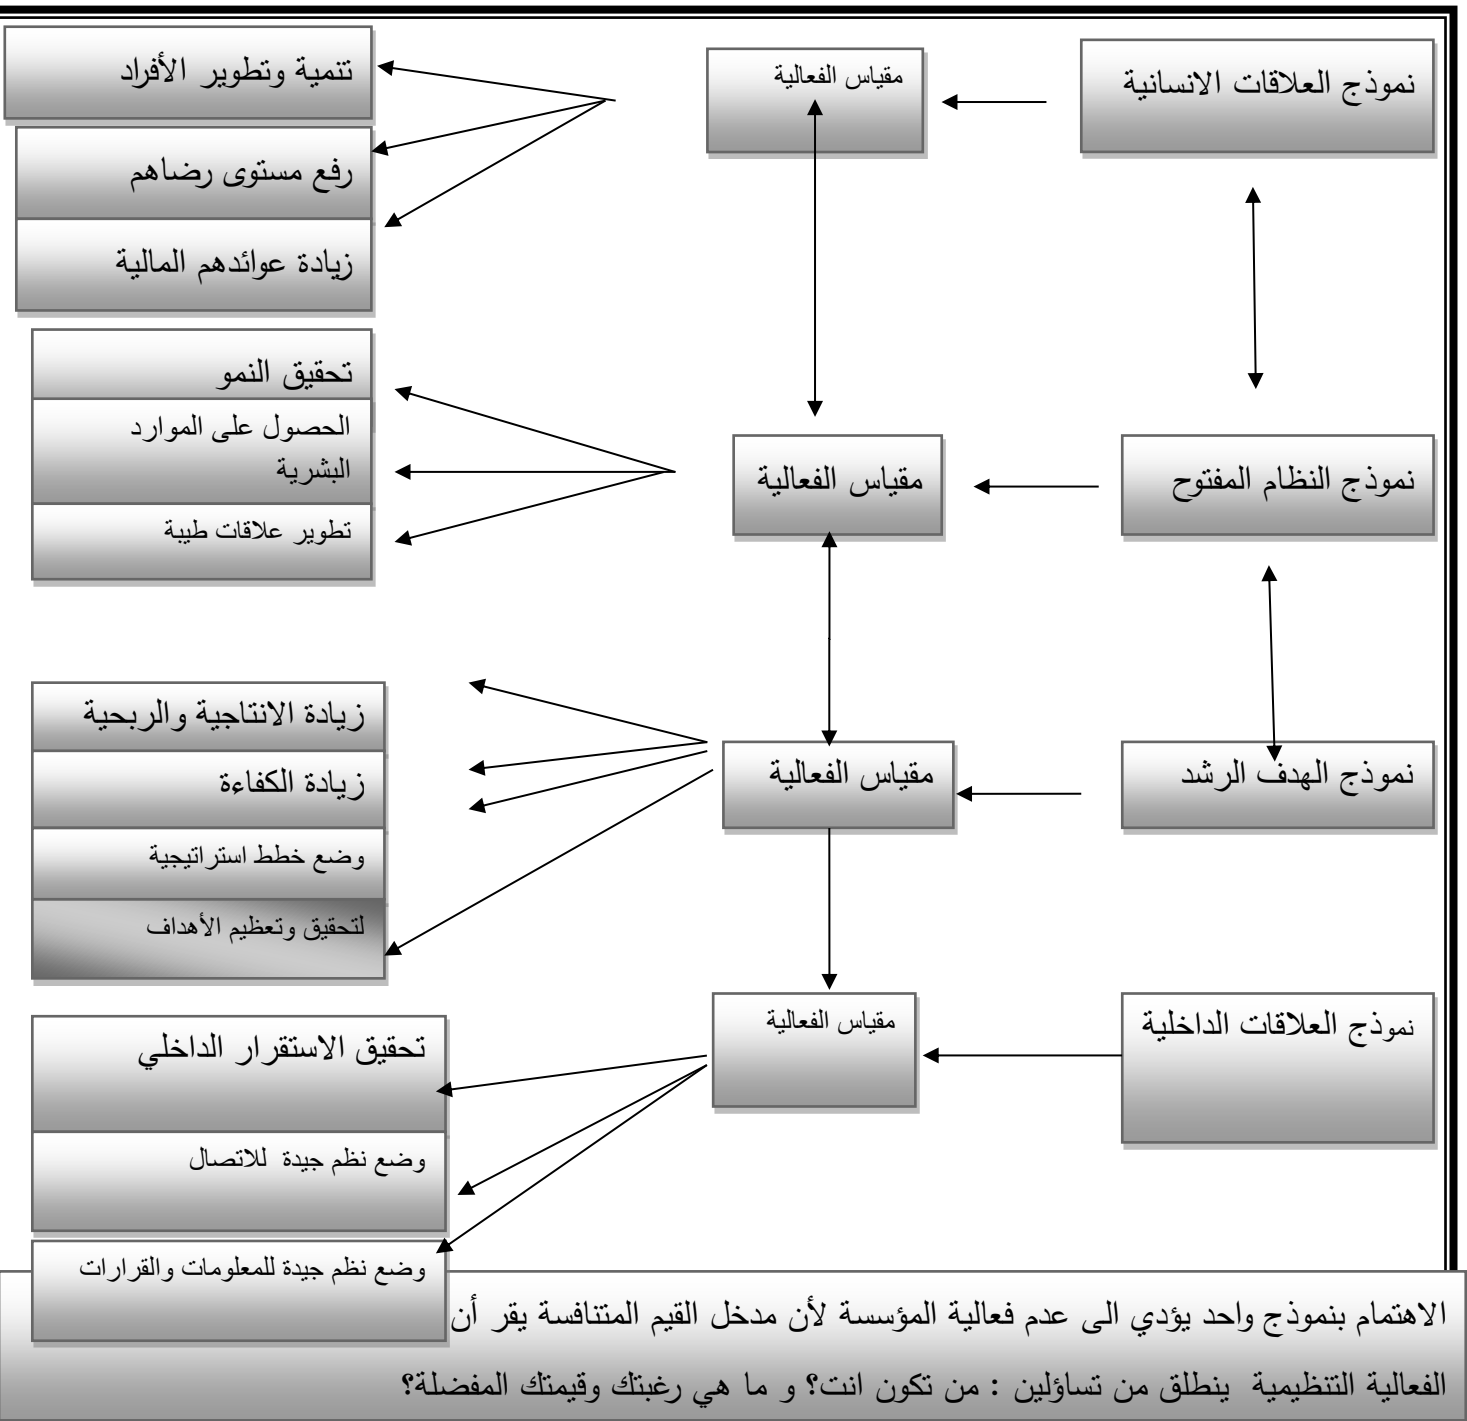 نموذج العلاقات الانسانية
مقياس الفعالية
تنمية وتطوير الأفراد
رفع مستوى رضاهم
زيادة عوائدهم المالية
نموذج النظام المفتوح
مقياس الفعالية
تحقيق النمو
الحصول على الموارد
البشرية
تطوير علاقات طيبة
نموذج الهدف الرشد
مقياس الفعالية
زيادة الانتاجية والربحية
زيادة الكفاءة
وضع خطط استراتيجية
لتحقيق وتعظيم الأهداف
نموذج العلاقات الداخلية
مقياس الفعالية
تحقيق الاستقرار الداخلي
وضع نظم جيدة للاتصال
وضع نظم جيدة للمعلومات والقرارات
الاهتمام بنموذج واحد يؤدي الى عدم فعالية المؤسسة لأن مدخل القيم المتنافسة يقر أن
الفعالية التنظيمية ينطلق من تساؤلين : من تكون انت؟ و ما هي رغبتك وقيمتك المفضلة؟